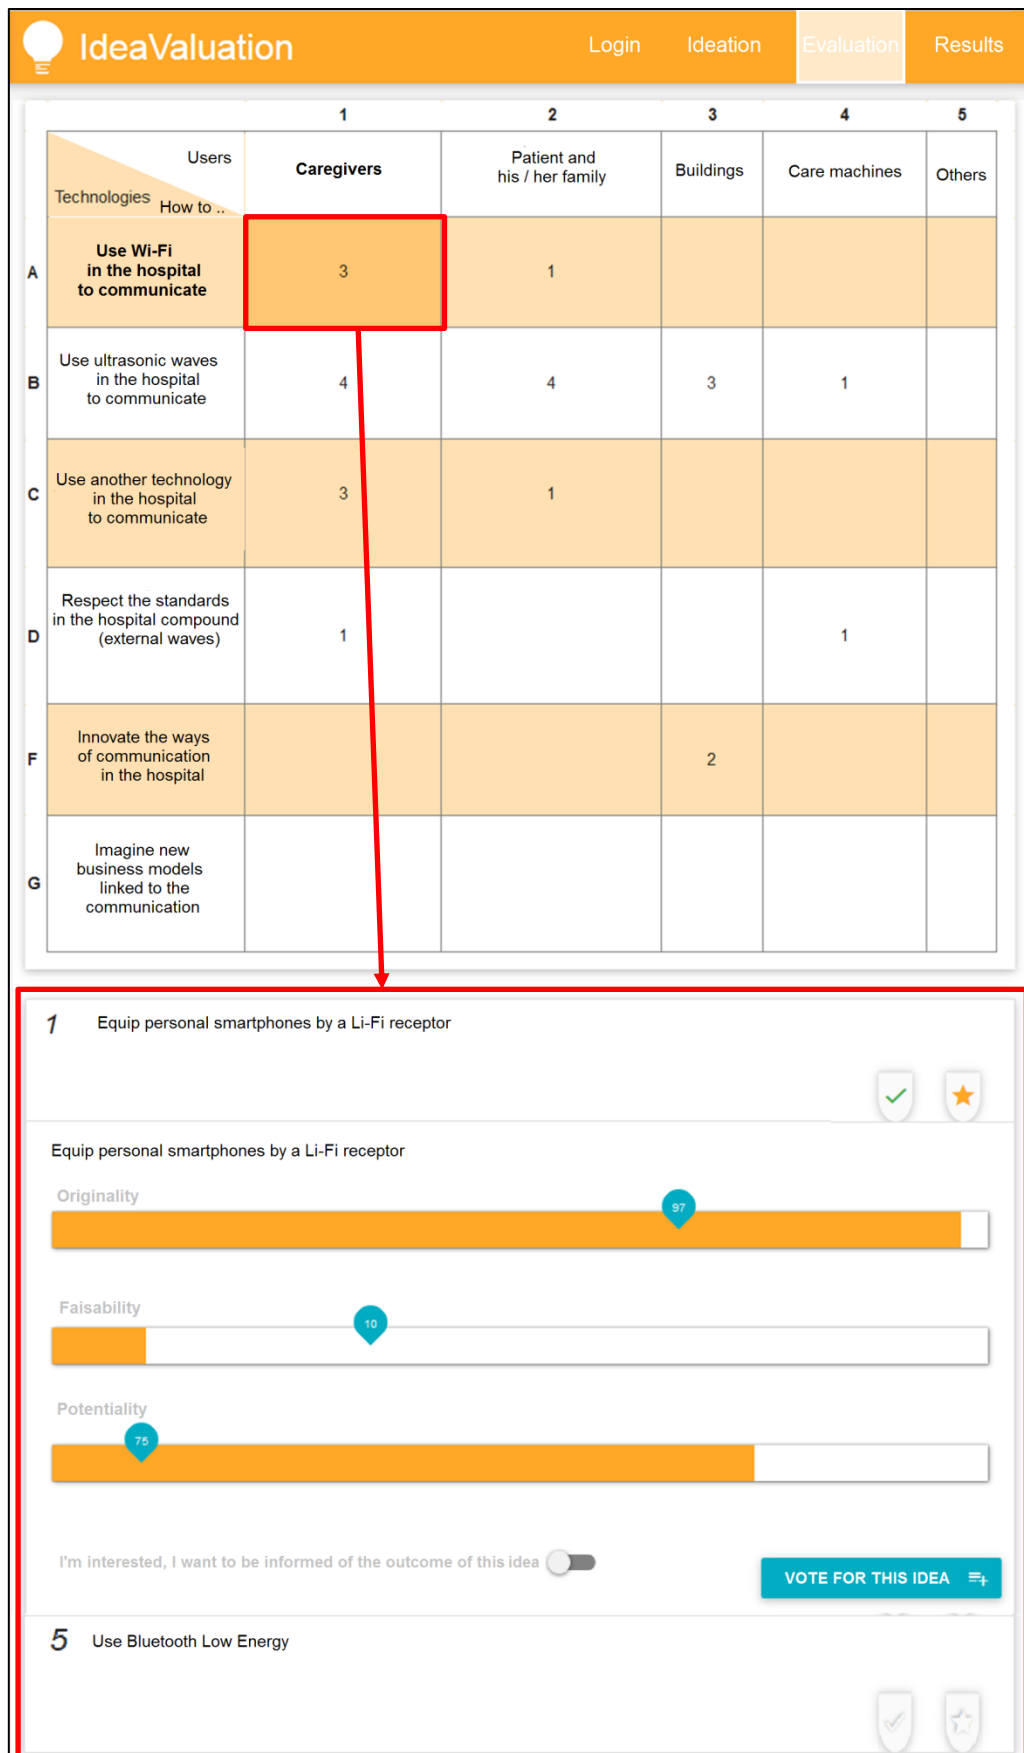 IdeaValuation Login Ideation Evaluation Results
1 2 3 4 5
Users
Technologies
How to ..
Caregivers
Patient and
his / her family
Buildings
Care machines
Others
A
Use Wi-Fi
in the hospital
to communicate
3 1
B
Use ultrasonic waves
in the hospital
to communicate
4 4 3 1
C
Use another technology
in the hospital
to communicate
3 1
D
Respect the standards
in the hospital compound
(external waves)
1 1
F
Innovate the ways
of communication
in the hospital
2
G
Imagine new
business models
linked to the
communication
1 Equip personal smartphones by a Li-Fi receptor
Equip personal smartphones by a Li-Fi receptor
Originality
97
Faisability
10
Potentiality
75
I'm interested, I want to be informed of the outcome of this idea
VOTE FOR THIS IDEA
5 Use Bluetooth Low Energy